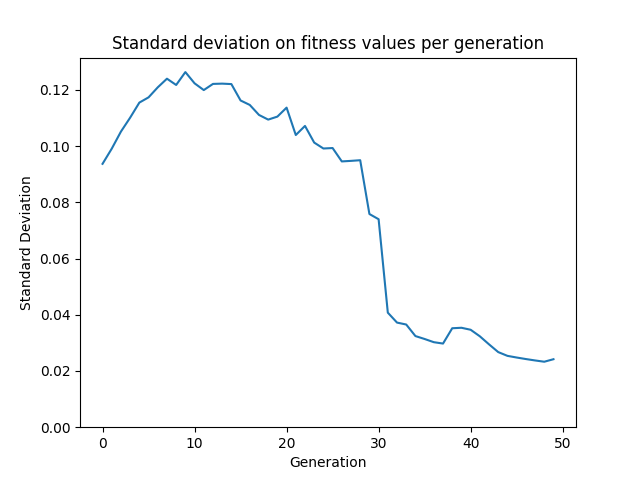 Standard deviation on fitness values per generation
0.12
0.10
0.08
0.06
0.04
0.02
0.00
Standard Deviation
0 10 20 30 40 50
Generation